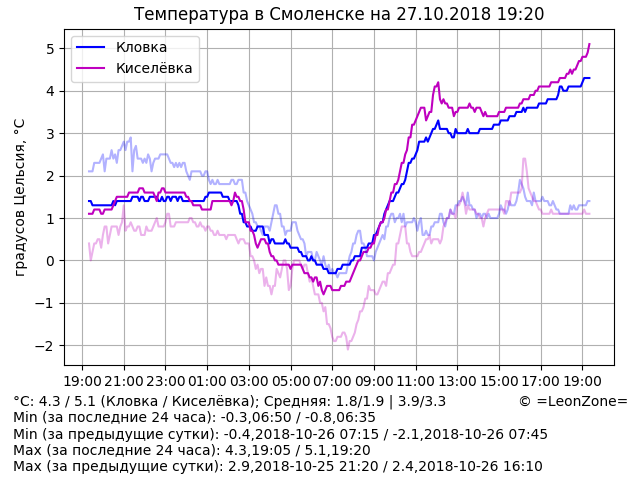 Температура в Смоленске на 27.10.2018 19:20
градусов Цельсия, °C
5
4
3
2
1
0
−1
−2
Кловка
Киселёвка
19:00 21:00 23:00 01:00 03:00 05:00 07:00 09:00 11:00 13:00 15:00 17:00 19:00
°C: 4.3 / 5.1 (Кловка / Киселёвка); Средняя: 1.8/1.9 | 3.9/3.3 © =LeonZone=
Min (за последние 24 часа): -0.3,06:50 / -0.8,06:35
Min (за предыдущие сутки): -0.4,2018-10-26 07:15 / -2.1,2018-10-26 07:45
Max (за последние 24 часа): 4.3,19:05 / 5.1,19:20
Max (за предыдущие сутки): 2.9,2018-10-25 21:20 / 2.4,2018-10-26 16:10